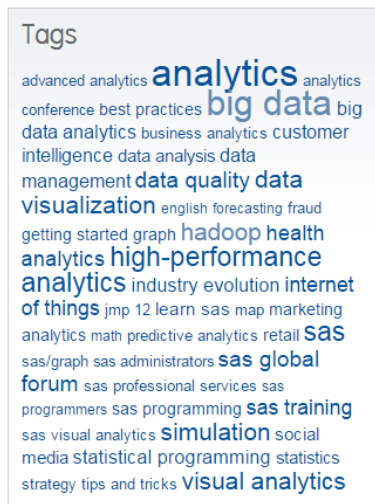 Tags
advanced analytics analytics analytics
conference best practices big data big
data analytics business analytics customer
intelligence data analysis data
management data quality data
visualization english forecasting fraud
getting started graph hadoop health
analytics high-performance
analytics industry evolution internet
of things jmp 12 learn sas map marketing
analytics math predictive analytics retail sas
sas/graph sas administrators sas global
forum sas professional services sas
programmers sas programming sas training
sas visual analytics simulation social
media statistical programming statistics
strategy tips and tricks visual analytics